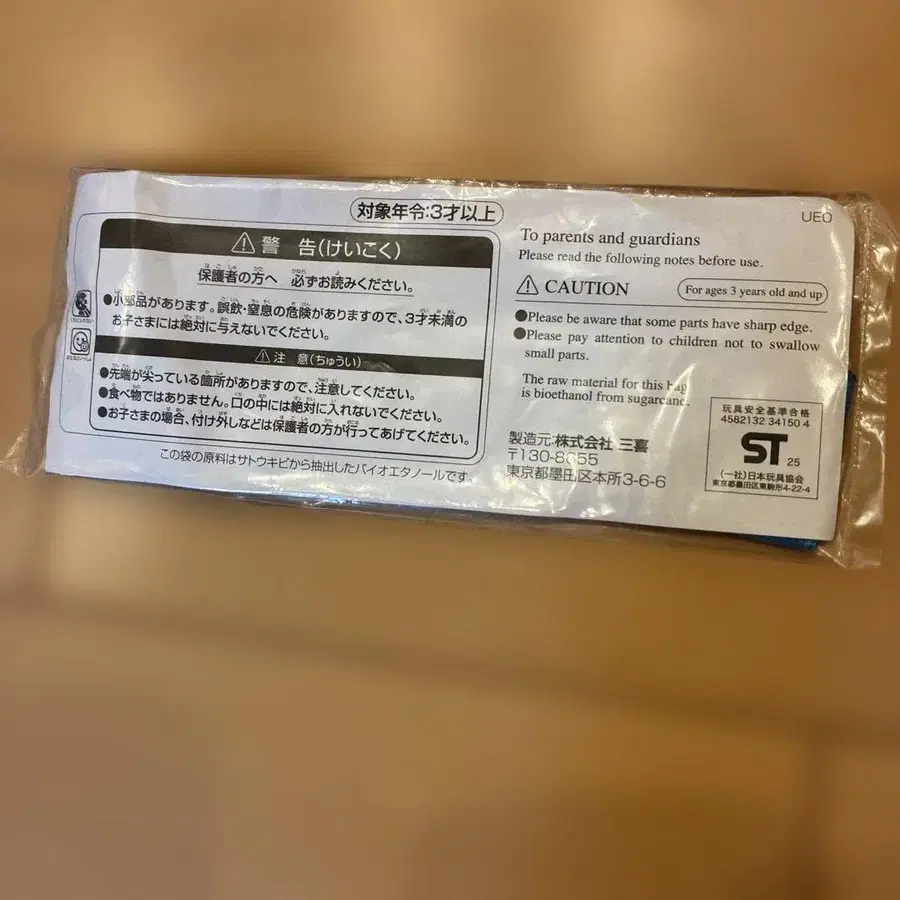 対象年令:3才以上
UEO
⚠ 警 告(けいこく)
保護者の方へ 必ずお読みください。
●小部品があります。誤飲・窒息の危険がありますので、3才未満の
お子さまには絶対に与えないでください。
⚠ 注 意(ちゅうい)
●先端が尖っている箇所がありますので、注意してください。
●食べ物ではありません。口の中には絶対に入れないでください。
●お子さまの場合、付け外しなどは保護者の方が行ってあげてください。
この袋の原料はサトウキビから抽出したバイオエタノールです。
To parents and guardians
Please read the following notes before use.
⚠ CAUTION
For ages 3 years old and up
●Please be aware that some parts have sharp edge.
●Please pay attention to children not to swallow
small parts.
The raw material for this bag
is bioethanol from sugarcane.
製造元:株式会社 三喜
〒130-8655
東京都墨田区本所3-6-6
玩具安全基準合格
4582132 34150 4
ST 25
(一社)日本玩具協会
東京都墨田区東駒形4-22-4